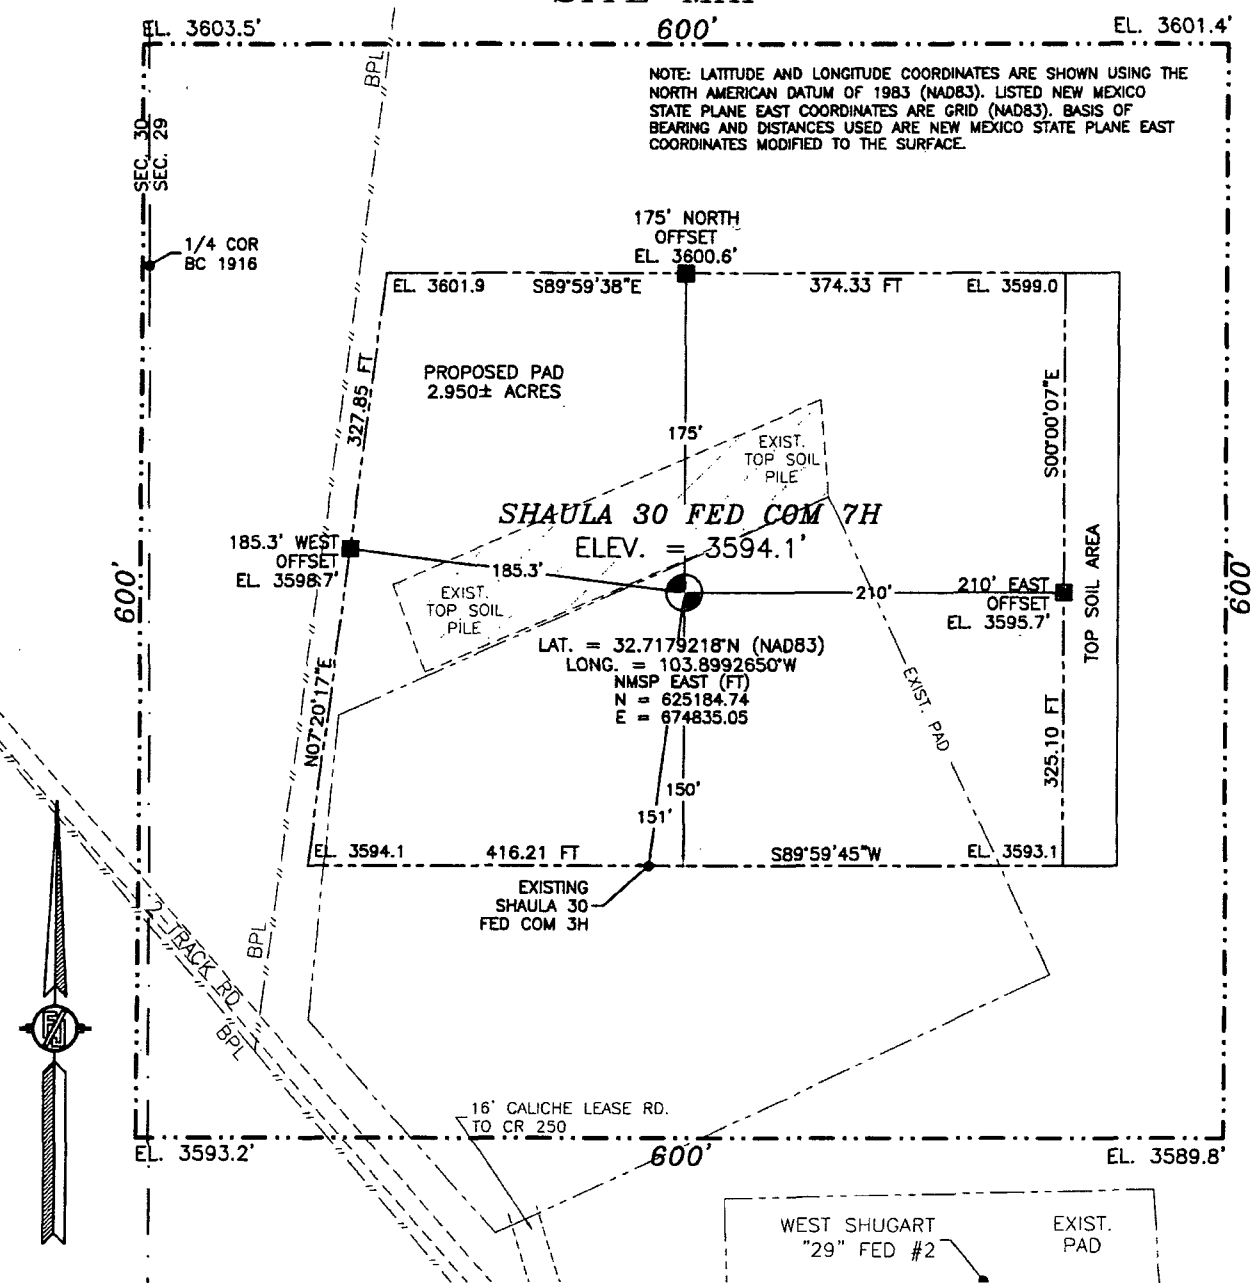 EL. 3603.5'
600'
EL. 3601.4'
NOTE: LATITUDE AND LONGITUDE COORDINATES ARE SHOWN USING THE
NORTH AMERICAN DATUM OF 1983 (NAD83). LISTED NEW MEXICO
STATE PLANE EAST COORDINATES ARE GRID (NAD83). BASIS OF
BEARING AND DISTANCES USED ARE NEW MEXICO STATE PLANE EAST
COORDINATES MODIFIED TO THE SURFACE.
BPL
SEC. 30
SEC. 29
1/4 COR
BC 1916
175' NORTH
OFFSET
EL. 3600.6'
EL. 3601.9
S89°59'38"E
374.33 FT
EL. 3599.0
PROPOSED PAD
2.950± ACRES
327.85 FT
S00°00'07"E
175'
EXIST.
TOP SOIL
PILE
SHAULA 30 FED COM 7H
ELEV. = 3594.1'
185.3' WEST
OFFSET
EL. 3598.7'
185.3'
210'
210' EAST
OFFSET
EL. 3595.7'
TOP SOIL AREA
600'
600'
EXIST.
TOP SOIL
PILE
LAT. = 32.7179218°N (NAD83)
LONG. = 103.8992650°W
NMSP EAST (FT)
N = 625184.74
E = 674835.05
N07°20'17"E
EXIST. PAD
325.10 FT
150'
151'
EL. 3594.1
416.21 FT
S89°59'45"W
EL. 3593.1
EXISTING
SHAULA 30
FED COM 3H
2-TRACK RD
BPL
BPL
16' CALICHE LEASE RD.
TO CR 250
EL. 3593.2'
600'
EL. 3589.8'
WEST SHUGART
"29" FED #2
EXIST.
PAD